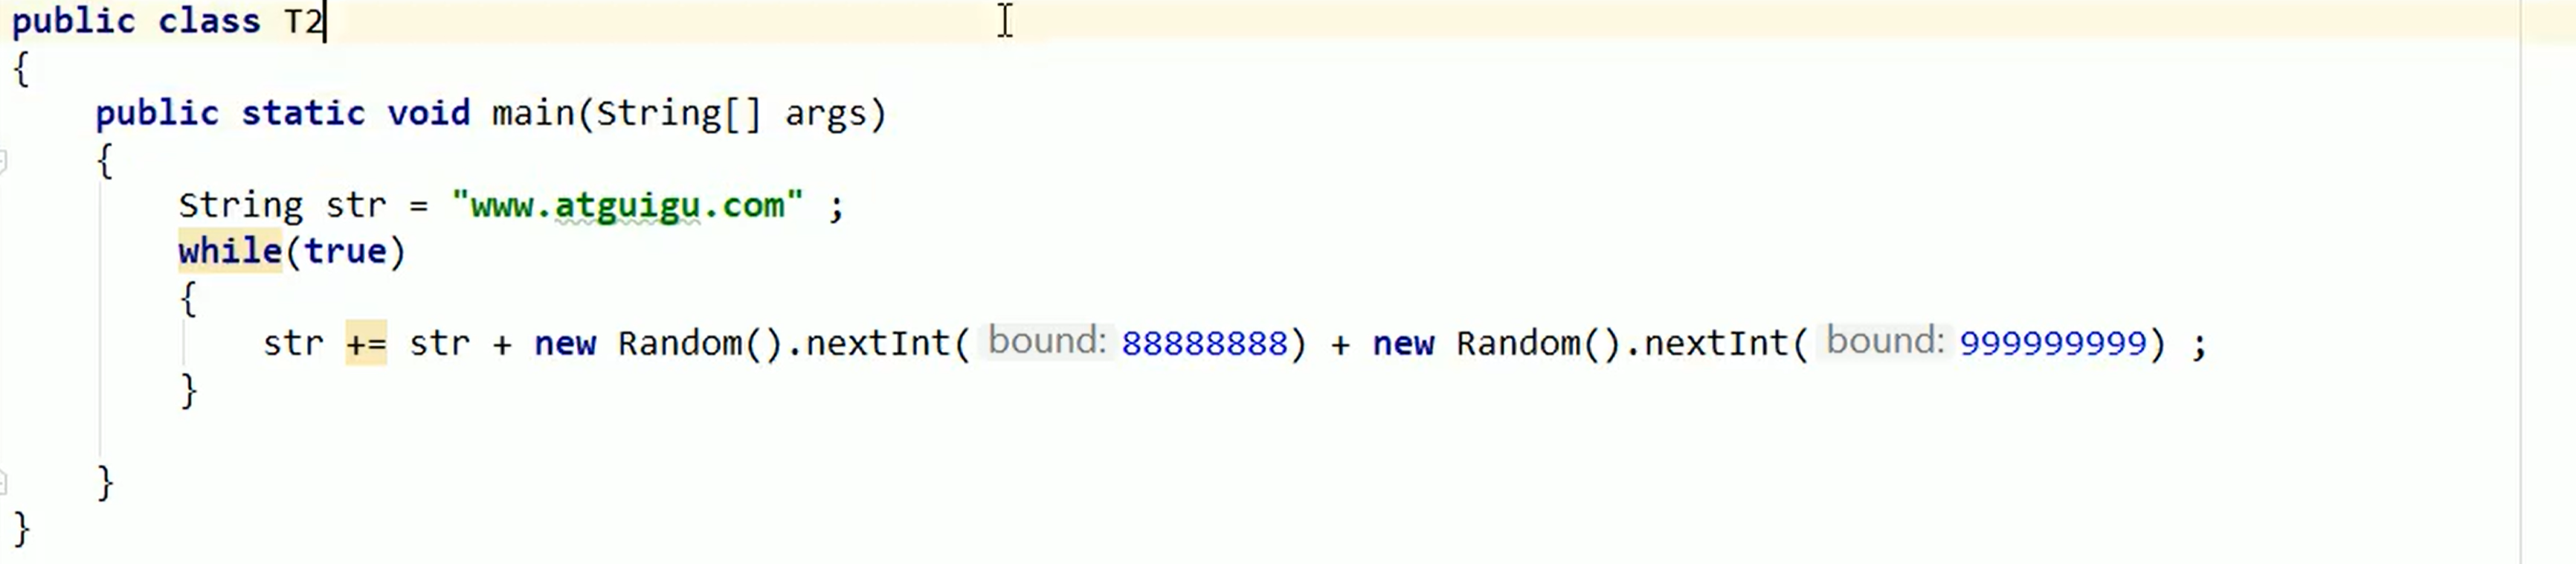 public class T2
{
public static void main(String[] args)
{
String str = "www.atguigu.com" ;
while(true)
{
str += str + new Random().nextInt( bound: 88888888) + new Random().nextInt( bound: 999999999) ;
}
}
}